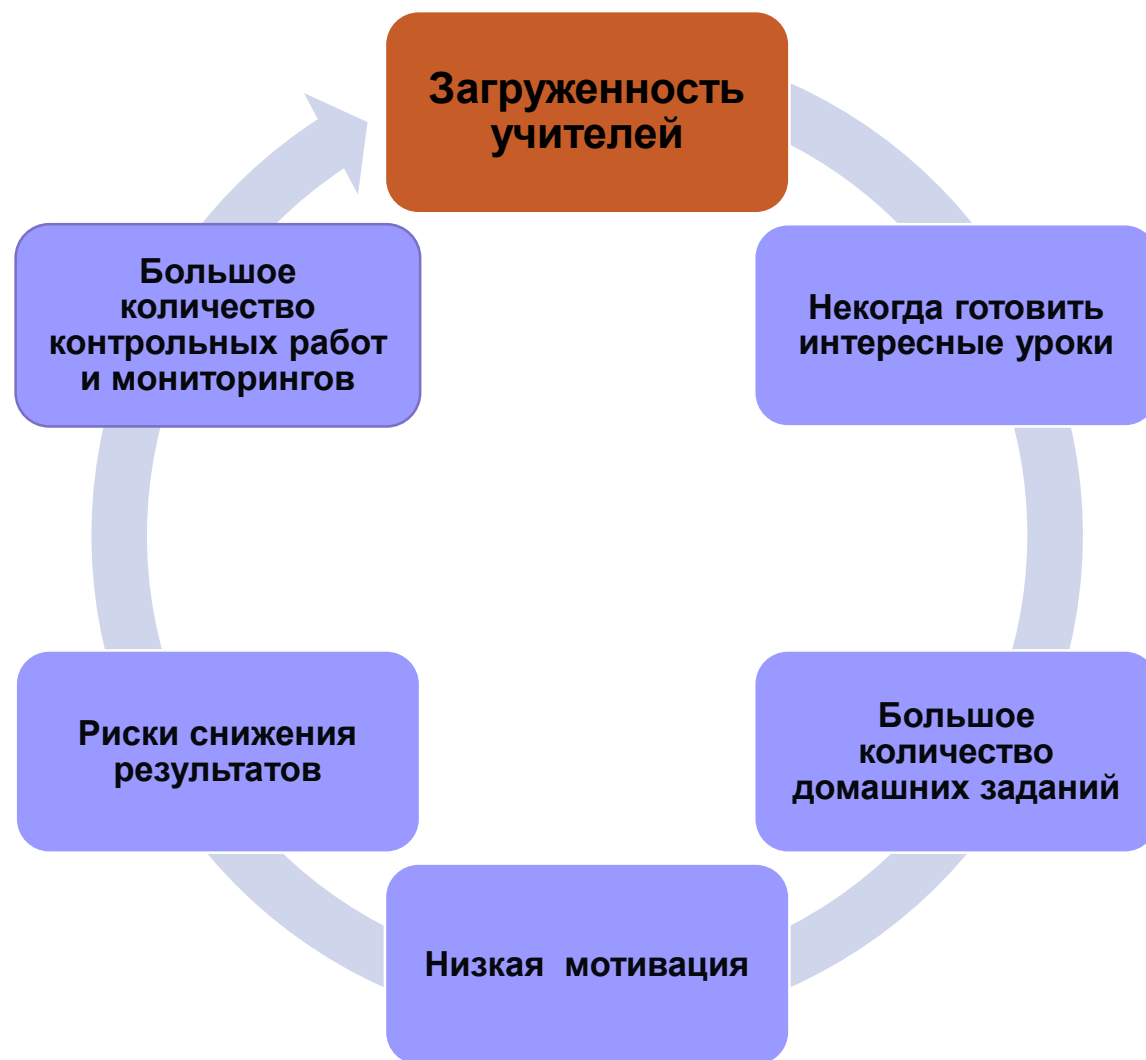 Загруженность
учителей
Некогда готовить
интересные уроки
Большое
количество
домашних заданий
Низкая мотивация
Риски снижения
результатов
Большое
количество
контрольных работ
и мониторингов